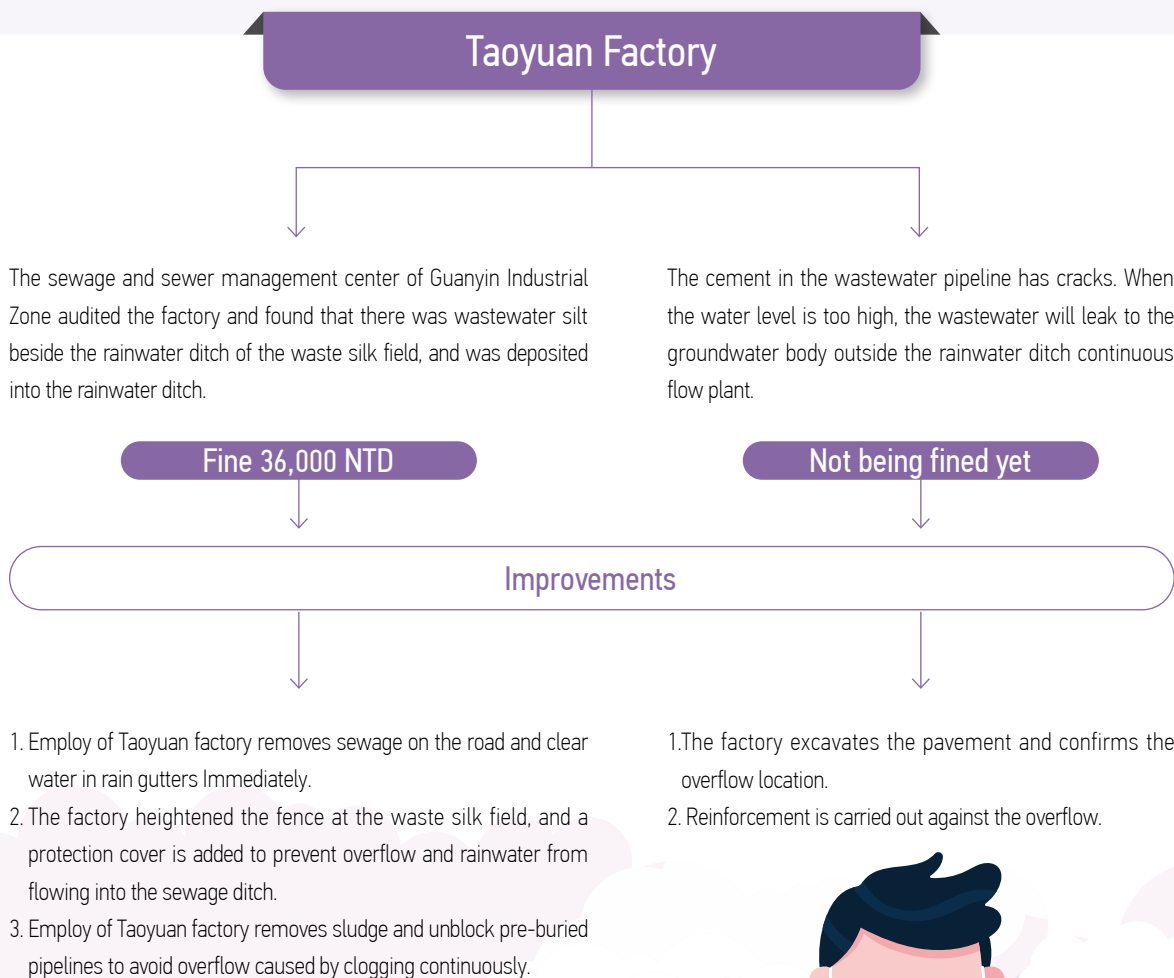 Taoyuan Factory
The sewage and sewer management center of Guanyin Industrial
Zone audited the factory and found that there was wastewater silt
beside the rainwater ditch of the waste silk field, and was deposited
into the rainwater ditch.
Fine 36,000 NTD
The cement in the wastewater pipeline has cracks. When
the water level is too high, the wastewater will leak to the
groundwater body outside the rainwater ditch continuous
flow plant.
Not being fined yet
Improvements
1. Employ of Taoyuan factory removes sewage on the road and clear
water in rain gutters Immediately.
2. The factory heightened the fence at the waste silk field, and a
protection cover is added to prevent overflow and rainwater from
flowing into the sewage ditch.
3. Employ of Taoyuan factory removes sludge and unblock pre-buried
pipelines to avoid overflow caused by clogging continuously.
1.The factory excavates the pavement and confirms the
overflow location.
2. Reinforcement is carried out against the overflow.